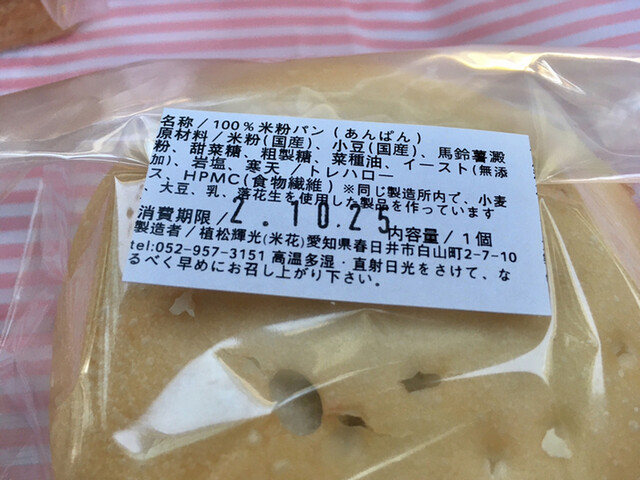 名称/100%米粉パン(あんぱん)
原材料/米粉(国産)、小豆(国産)、馬鈴薯澱
粉、甜菜糖、粗製糖、菜種油、イースト(無添
加)、岩塩、寒天/トレハロー
ス、HPMC(食物繊維)※同じ製造所内で、小麦
、大豆、乳、落花生を使用した製品を作っています
消費期限/2.10.25 内容量/1個
製造者/植松輝光(米花)愛知県春日井市白山町2-7-10
tel:052-957-3151 高温多湿・直射日光をさけて、な
るべく早めにお召し上がり下さい。